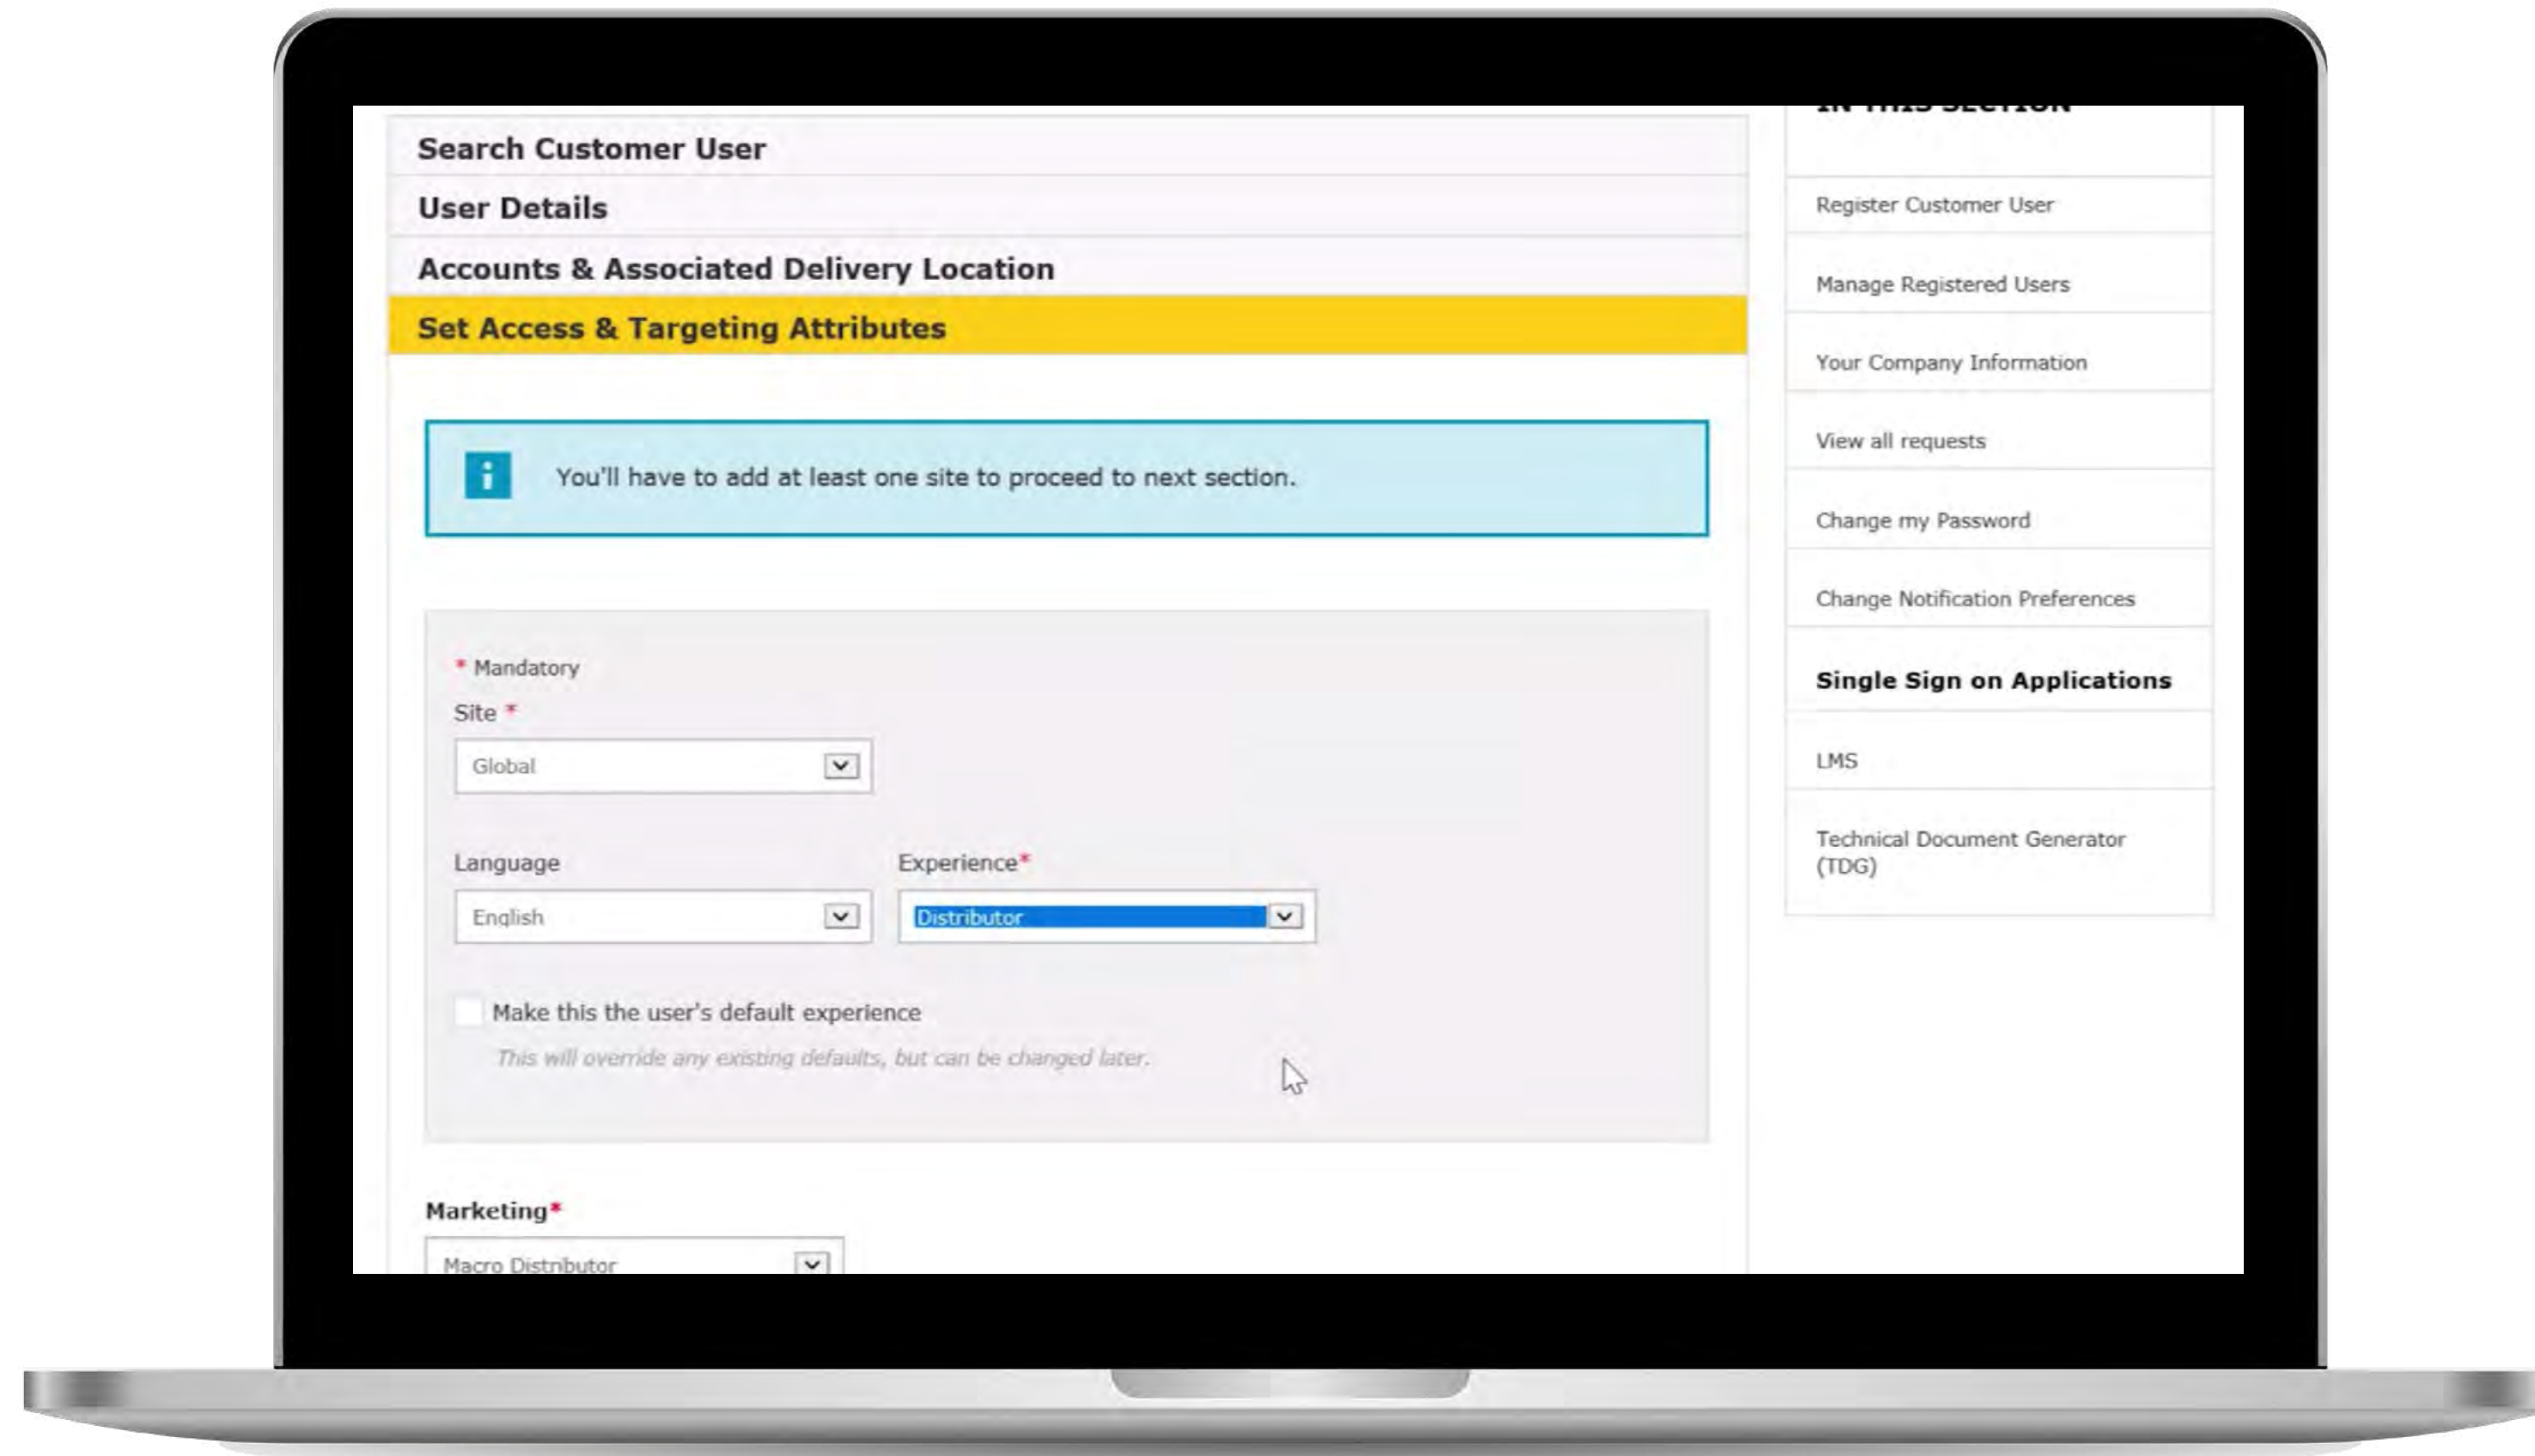 Search Customer User
User Details
Accounts & Associated Delivery Location
Set Access & Targeting Attributes
i
You'll have to add at least one site to proceed to next section.
* Mandatory
Site *
Global
Language
Experience*
English
Distributor
Make this the user's default experience
This will override any existing defaults, but can be changed later.
Marketing*
Macro Distributor
IN THIS SECTION
Register Customer User
Manage Registered Users
Your Company Information
View all requests
Change my Password
Change Notification Preferences
Single Sign on Applications
LMS
Technical Document Generator
(TDG)